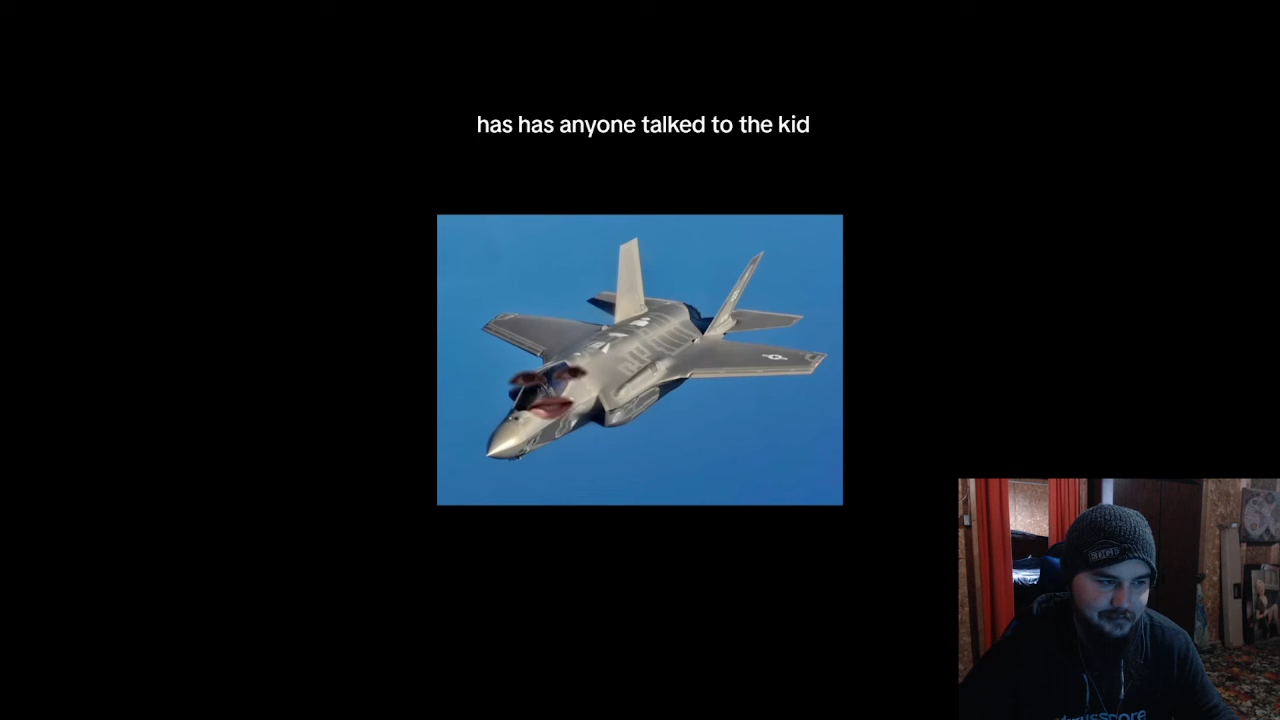 has has anyone talked to the kid